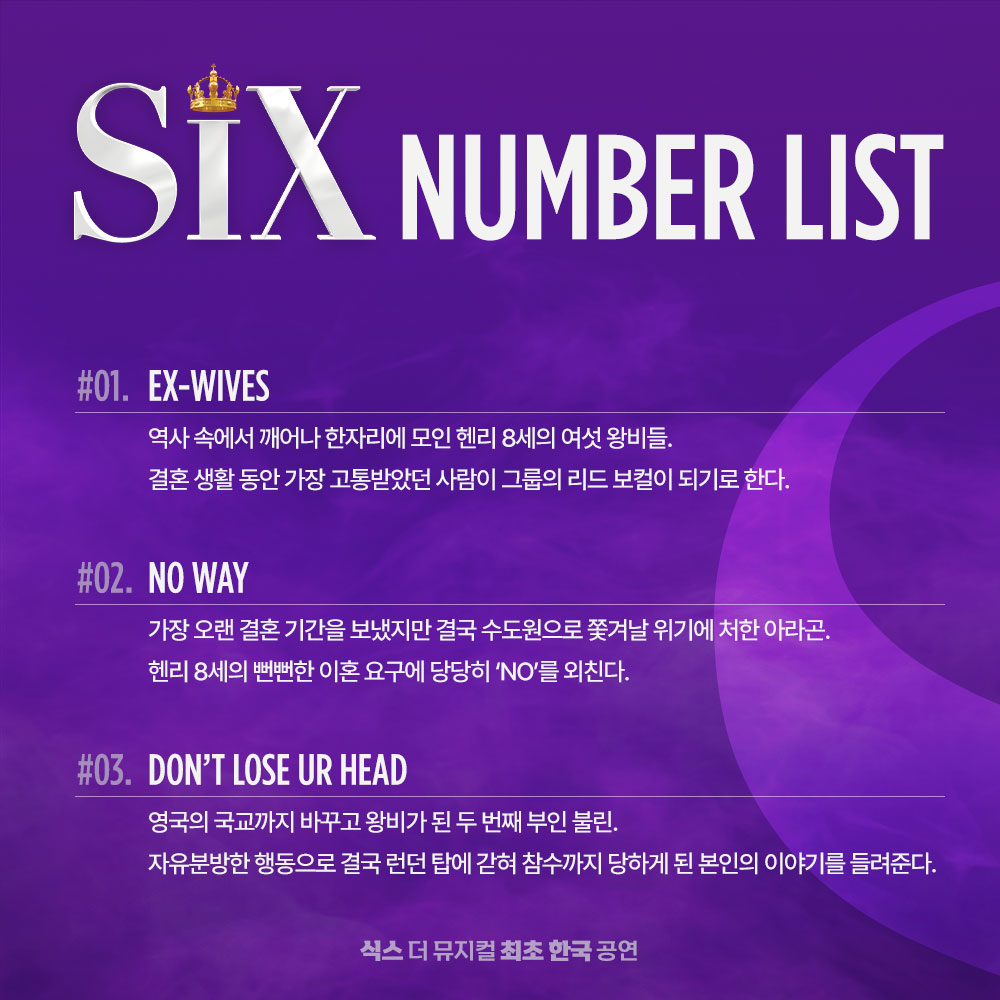 SIX NUMBER LIST
#01. EX-WIVES
역사 속에서 깨어나 한자리에 모인 헨리 8세의 여섯 왕비들.
결혼 생활 동안 가장 고통받았던 사람이 그룹의 리드 보컬이 되기로 한다.
#02. NO WAY
가장 오랜 결혼 기간을 보냈지만 결국 수도원으로 쫓겨날 위기에 처한 아라곤.
헨리 8세의 뻔뻔한 이혼 요구에 당당히 ‘NO’를 외친다.
#03. DON’T LOSE UR HEAD
영국의 국교까지 바꾸고 왕비가 된 두 번째 부인 불린.
자유분방한 행동으로 결국 런던 탑에 갇혀 참수까지 당하게 된 본인의 이야기를 들려준다.
식스 더 뮤지컬 최초 한국 공연